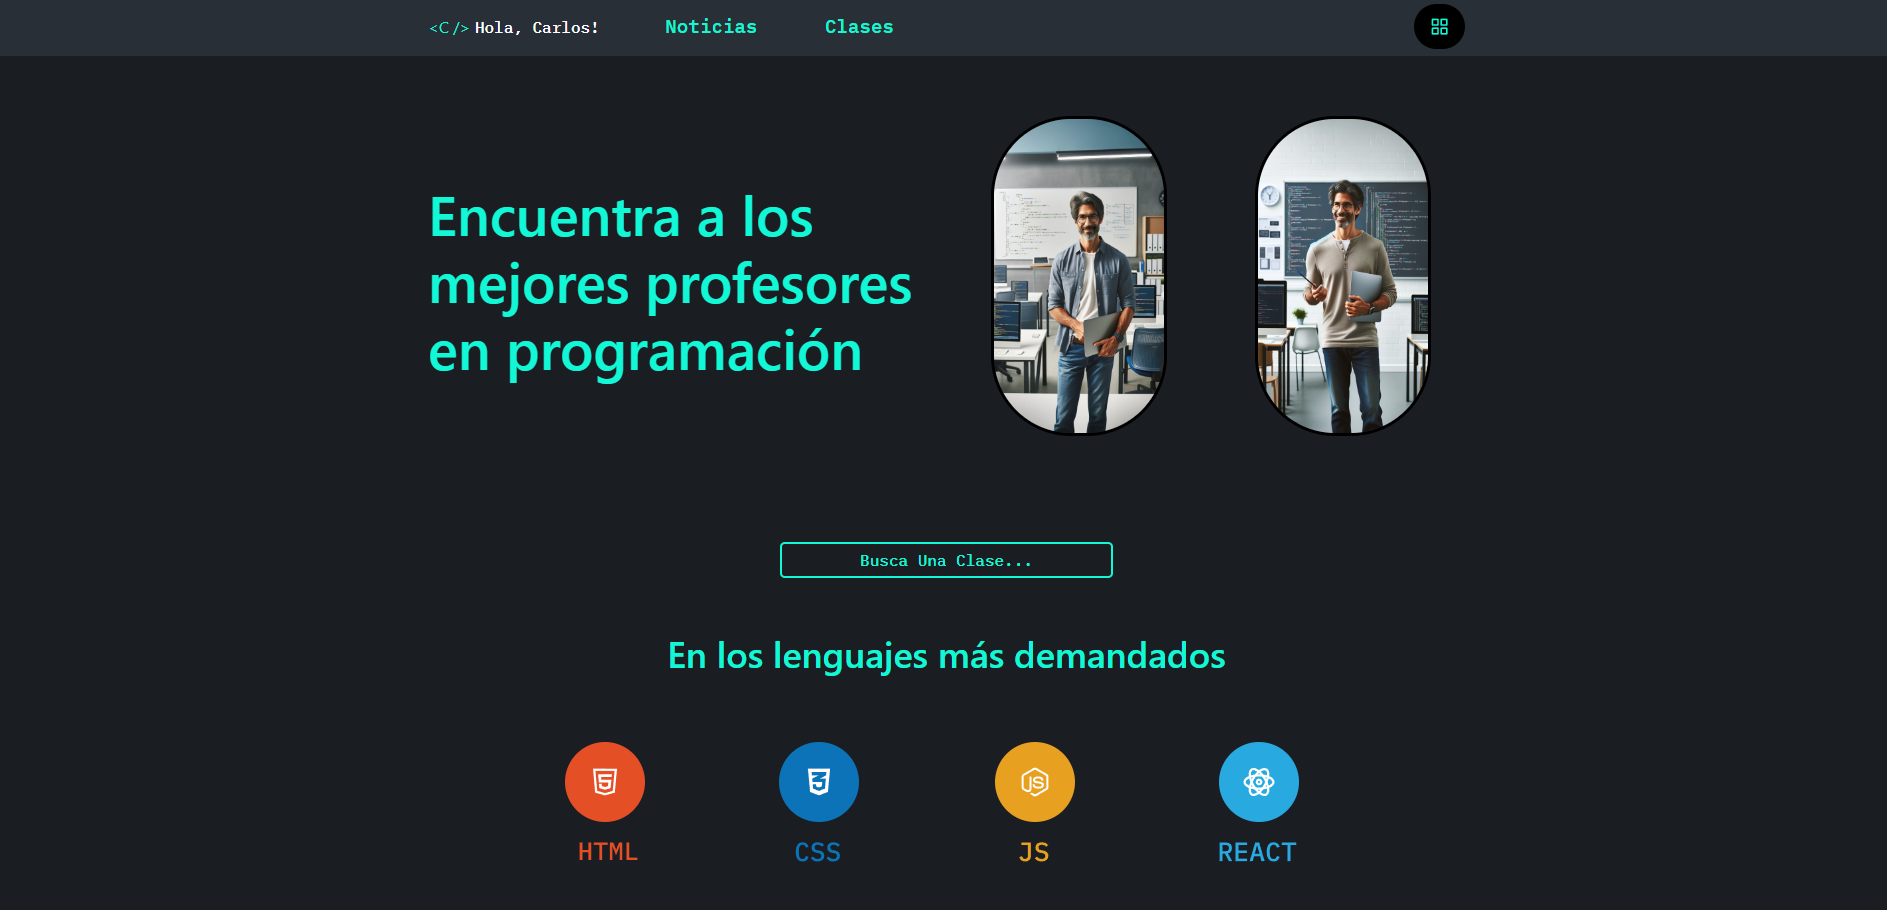 <C/> Hola, Carlos! Noticias Clases
Encuentra a los
mejores profesores
en programación
Busca Una Clase...
En los lenguajes más demandados
JS
HTML CSS JS REACT